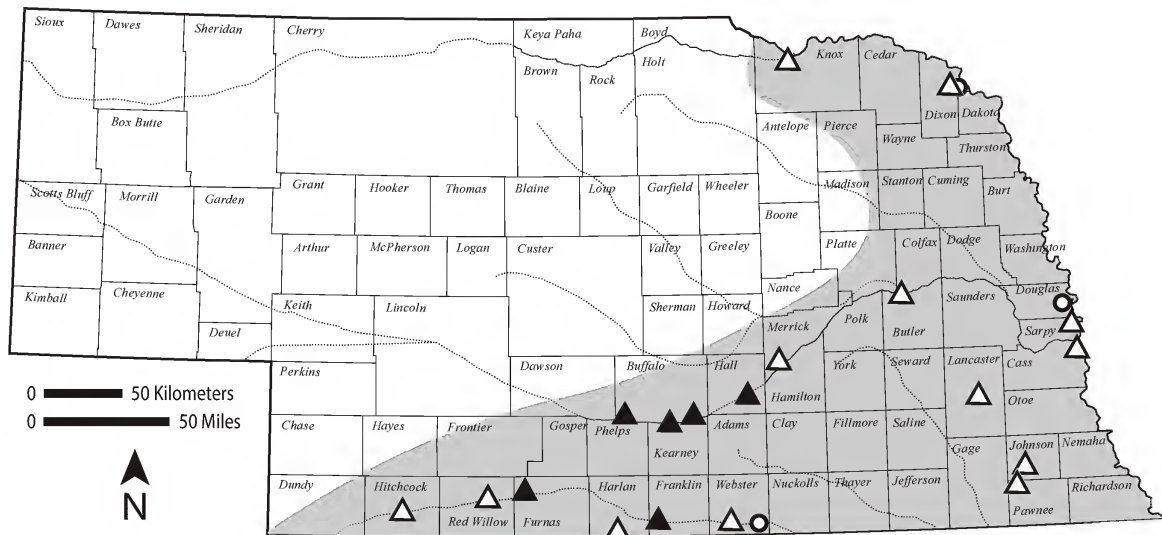 Sioux
Dawes
Sheridan
Cherry
Keya Paha
Boyd
Knox
Cedar
Brown
Rock
Holt
Dixon
Dakota
Box Butte
Antelope
Pierce
Wayne
Thurston
Scotts Bluff
Morrill
Garden
Grant
Hooker
Thomas
Blaine
Loup
Garfield
Wheeler
Madison
Stanton
Cuming
Burt
Boone
Banner
Arthur
McPherson
Logan
Custer
Valley
Greeley
Platte
Colfax
Dodge
Washington
Kimball
Cheyenne
Keith
Lincoln
Sherman
Howard
Nance
Merrick
Polk
Butler
Saunders
Douglas
Sarpy
Deuel
Perkins
Dawson
Buffalo
Hall
Hamilton
York
Seward
Lancaster
Cass
Otoe
0 50 Kilometers
0 50 Miles
Chase
Hayes
Frontier
Gosper
Phelps
Kearney
Adams
Clay
Fillmore
Saline
Gage
Johnson
Nemaha
N
Dundy
Hitchcock
Red Willow
Furnas
Harlan
Franklin
Webster
Nuckolls
Thayer
Jefferson
Pawnee
Richardson